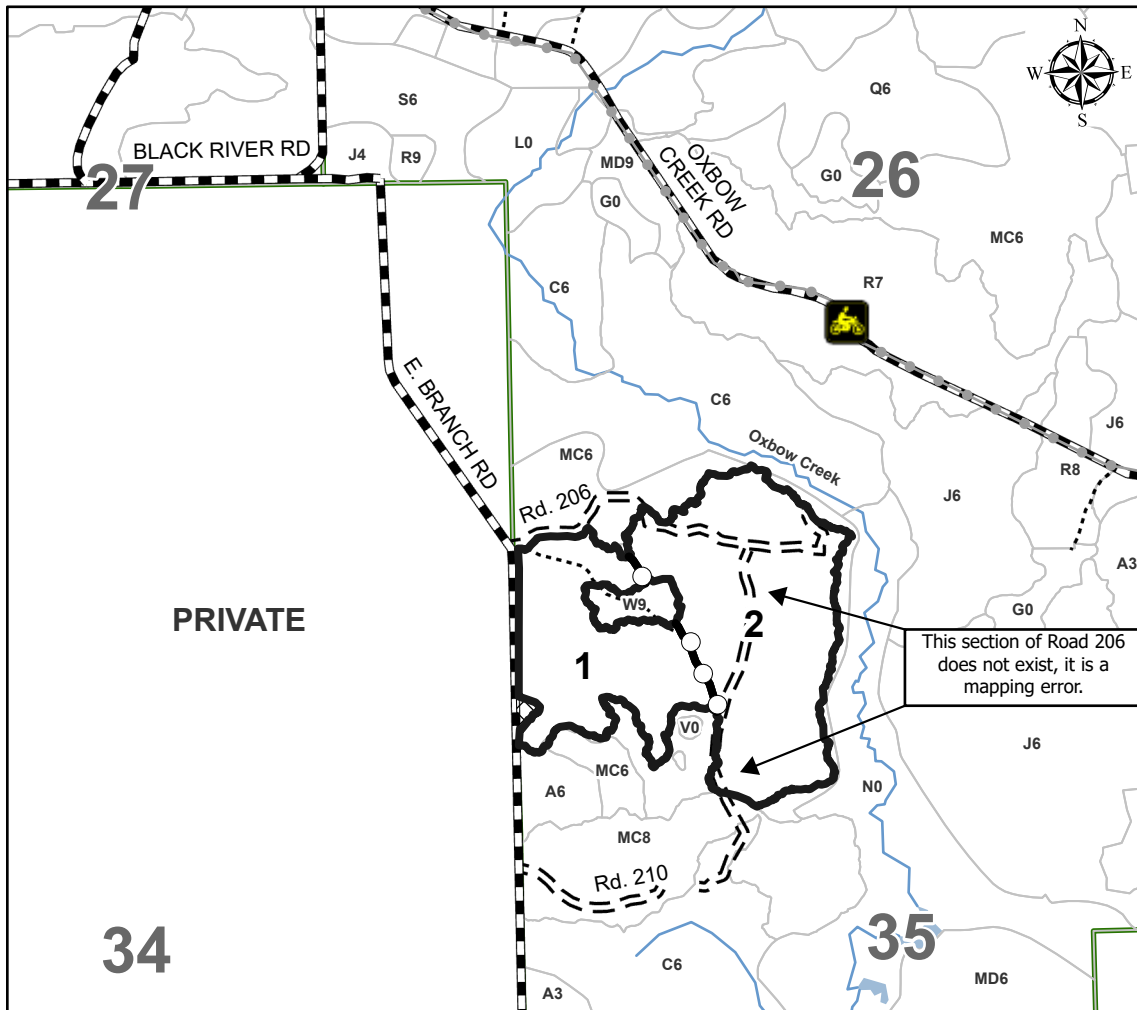 N
W E
S
S6
Q6
L0
BLACK RIVER RD
J4
R9
MD9
OXBOW
CREEK RD
27
G0
26
G0
MC6
C6
R7
E. BRANCH RD
C6
J6
Oxbow Creek
MC6
R8
J6
Rd. 206
A3
W9
G0
PRIVATE
2
This section of Road 206
does not exist, it is a
mapping error.
1
V0
J6
MC6
A6
N0
MC8
Rd. 210
34
35
C6
MD6
A3